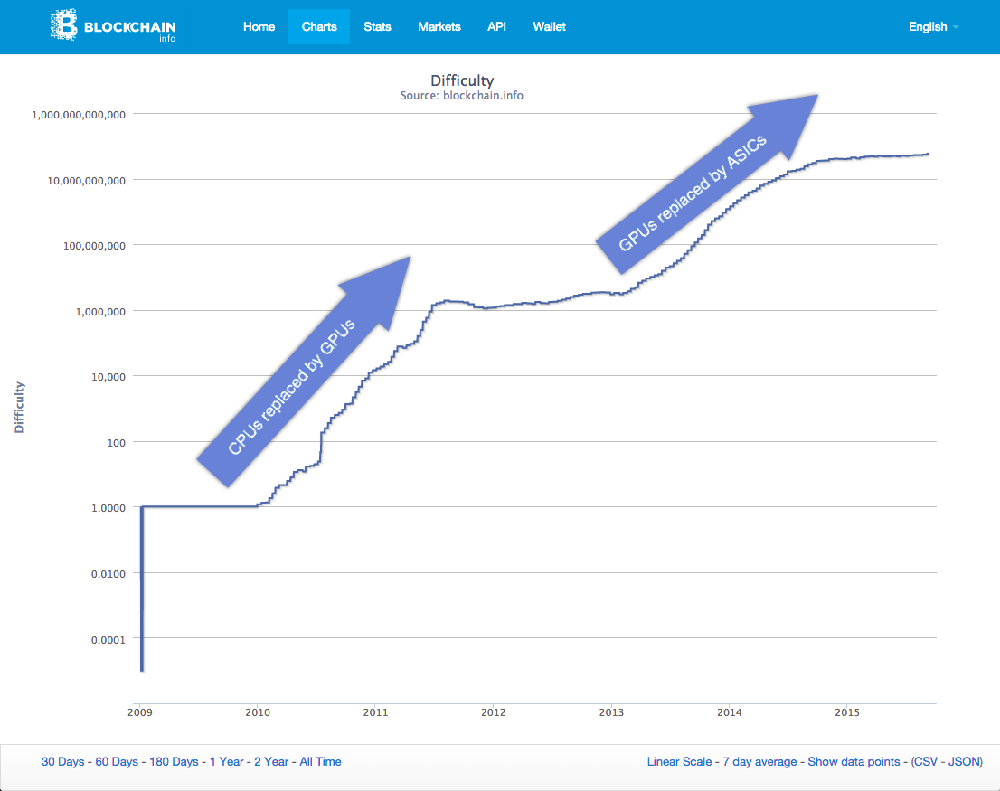 BLOCKCHAIN
info
Home Charts Stats Markets API Wallet English
Difficulty
Source: blockchain.info
1,000,000,000,000
10,000,000,000
100,000,000
1,000,000
10,000
100
1.0000
0.0100
0.0001
Difficulty
CPUs replaced by GPUs
GPUs replaced by ASICs
2009 2010 2011 2012 2013 2014 2015
30 Days - 60 Days - 180 Days - 1 Year - 2 Year - All Time
Linear Scale - 7 day average - Show data points - (CSV - JSON)